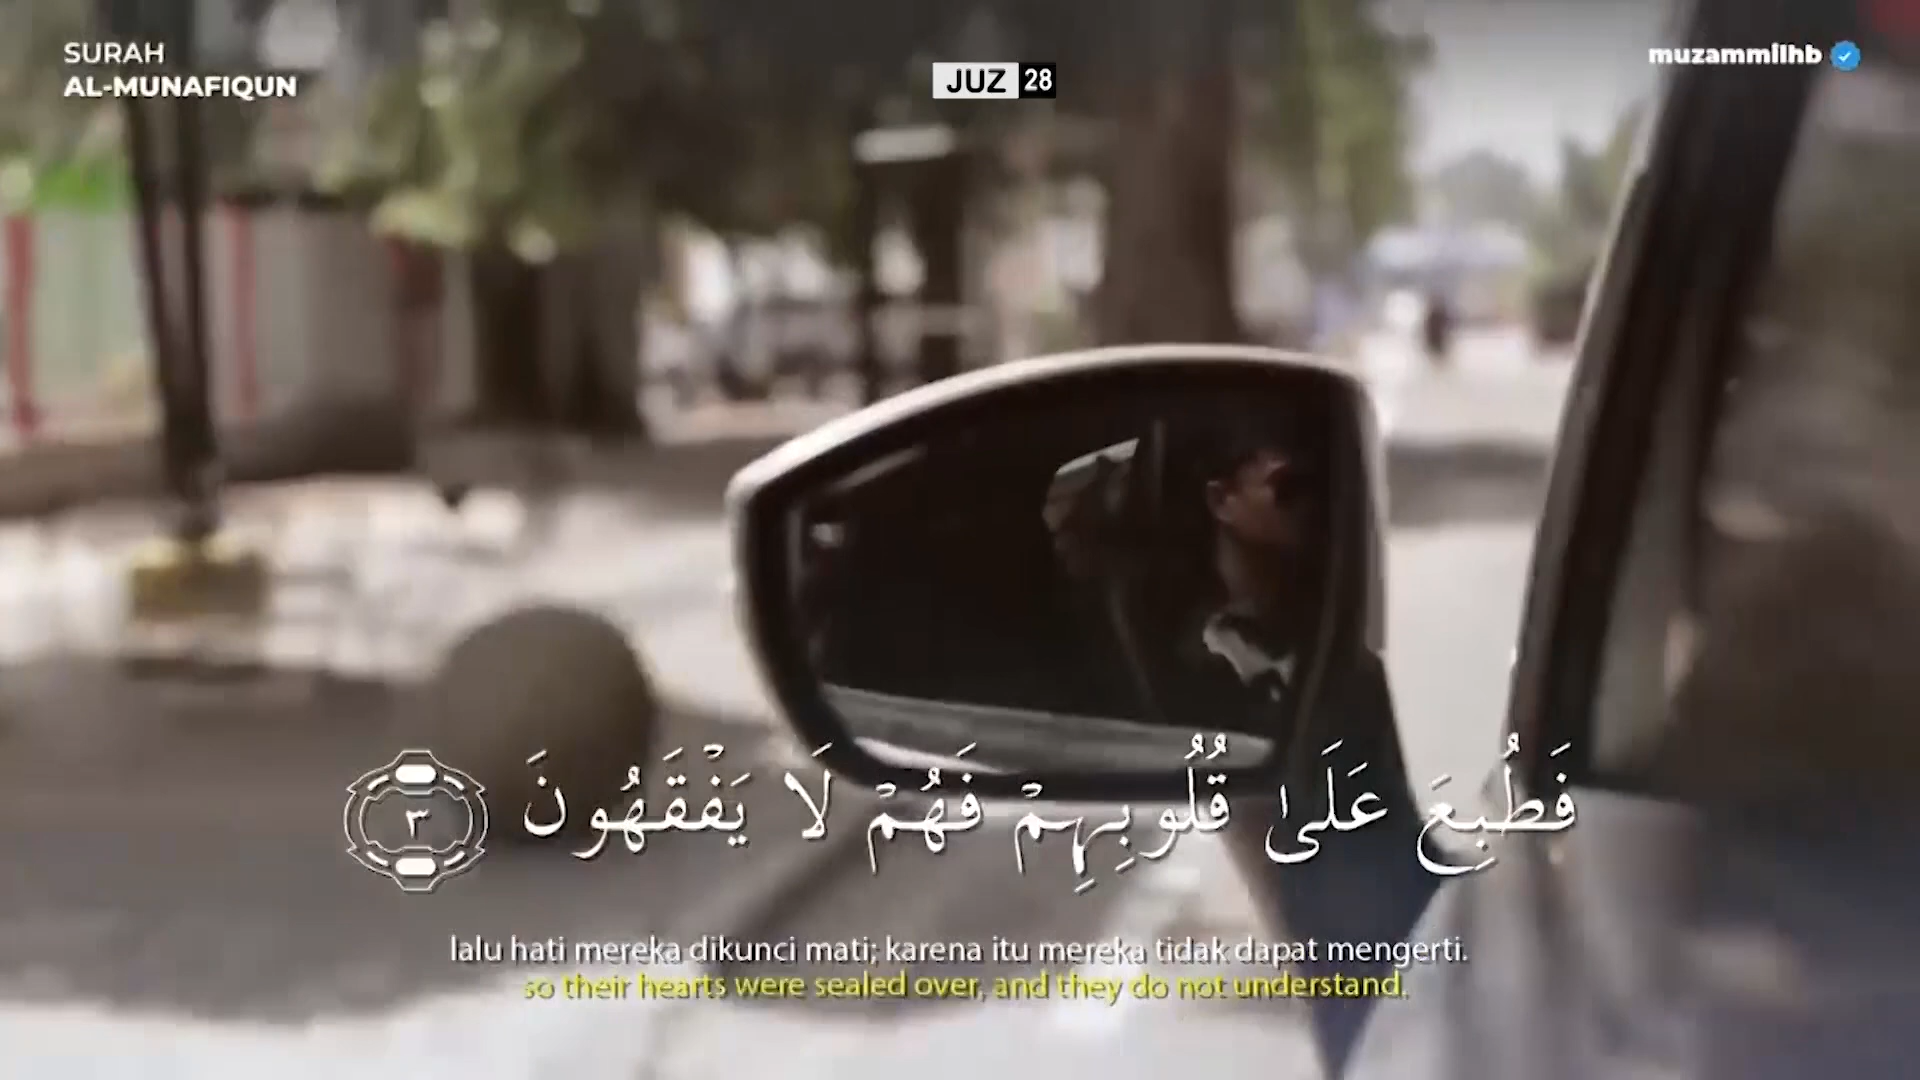 SURAH
AL-MUNAFIQUN
JUZ 28
muzammilhb
فَطُبِعَ عَلَىٰ قُلُوبِهِمْ فَهُمْ لَا يَفْقَهُونَ ٣
lalu hati mereka dikunci mati; karena itu mereka tidak dapat mengerti.
so their hearts were sealed over, and they do not understand.